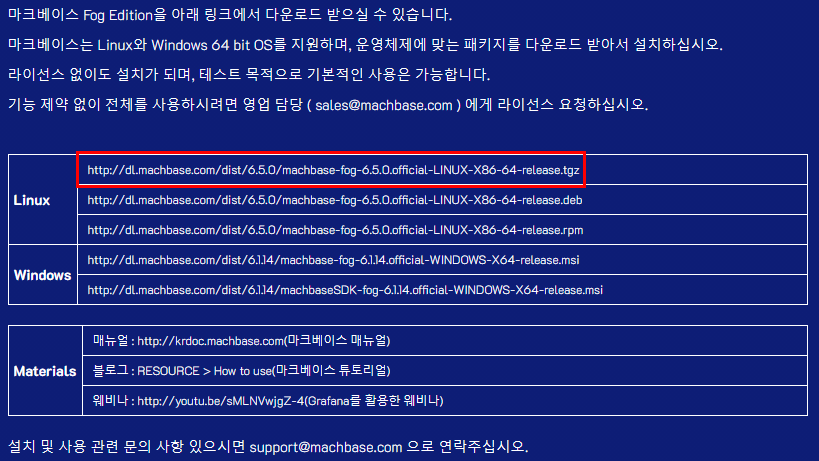 마크베이스 Fog Edition을 아래 링크에서 다운로드 받으실 수 있습니다.
마크베이스는 Linux와 Windows 64 bit OS를 지원하며, 운영체제에 맞는 패키지를 다운로드 받아서 설치하십시오.
라이선스 없이도 설치가 되며, 테스트 목적으로 기본적인 사용은 가능합니다.
기능 제약 없이 전체를 사용하시려면 영업 담당 ( sales@machbase.com ) 에게 라이선스 요청하십시오.
Linux
http://dl.machbase.com/dist/6.5.0/machbase-fog-6.5.0.official-LINUX-X86-64-release.tgz
http://dl.machbase.com/dist/6.5.0/machbase-fog-6.5.0.official-LINUX-X86-64-release.deb
http://dl.machbase.com/dist/6.5.0/machbase-fog-6.5.0.official-LINUX-X86-64-release.rpm
Windows
http://dl.machbase.com/dist/6.1.14/machbase-fog-6.1.14.official-WINDOWS-X64-release.msi
http://dl.machbase.com/dist/6.1.14/machbaseSDK-fog-6.1.14.official-WINDOWS-X64-release.msi
Materials
매뉴얼 : http://krdoc.machbase.com(마크베이스 매뉴얼)
블로그 : RESOURCE > How to use(마크베이스 튜토리얼)
웨비나 : http://youtu.be/sMLNVwjgZ-4(Grafana를 활용한 웨비나)
설치 및 사용 관련 문의 사항 있으시면 support@machbase.com 으로 연락주십시오.